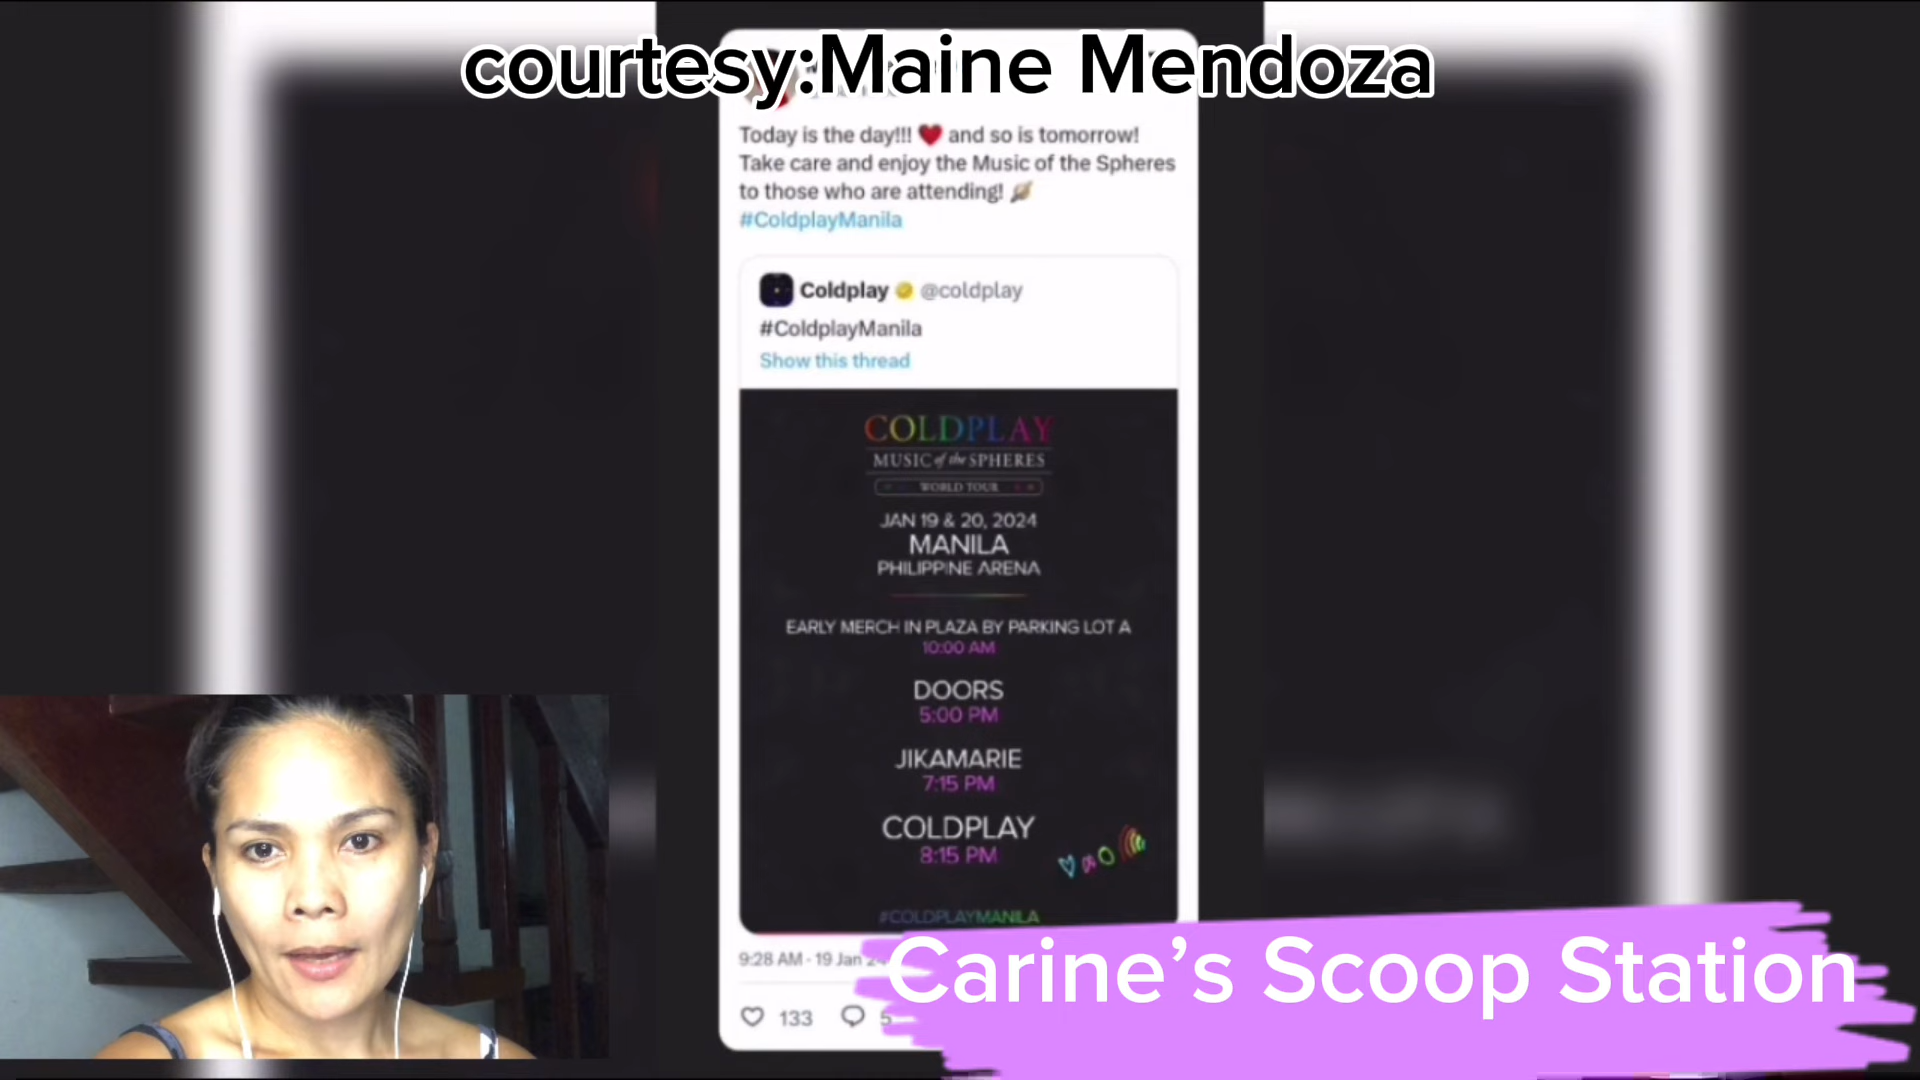 courtesy:Maine Mendoza
Today is the day!!! ❤️ and so is tomorrow!
Take care and enjoy the Music of the Spheres
to those who are attending! 🪐
#ColdplayManila
Coldplay @coldplay
#ColdplayManila
Show this thread
COLDPLAY
MUSIC of the SPHERES
WORLD TOUR
JAN 19 & 20, 2024
MANILA
PHILIPPINE ARENA
EARLY MERCH IN PLAZA BY PARKING LOT A
10:00 AM
DOORS
5:00 PM
JIKAMARIE
7:15 PM
COLDPLAY
8:15 PM
#COLDPLAYMANILA
9:28 AM · 19 Jan
133
Carine’s Scoop Station